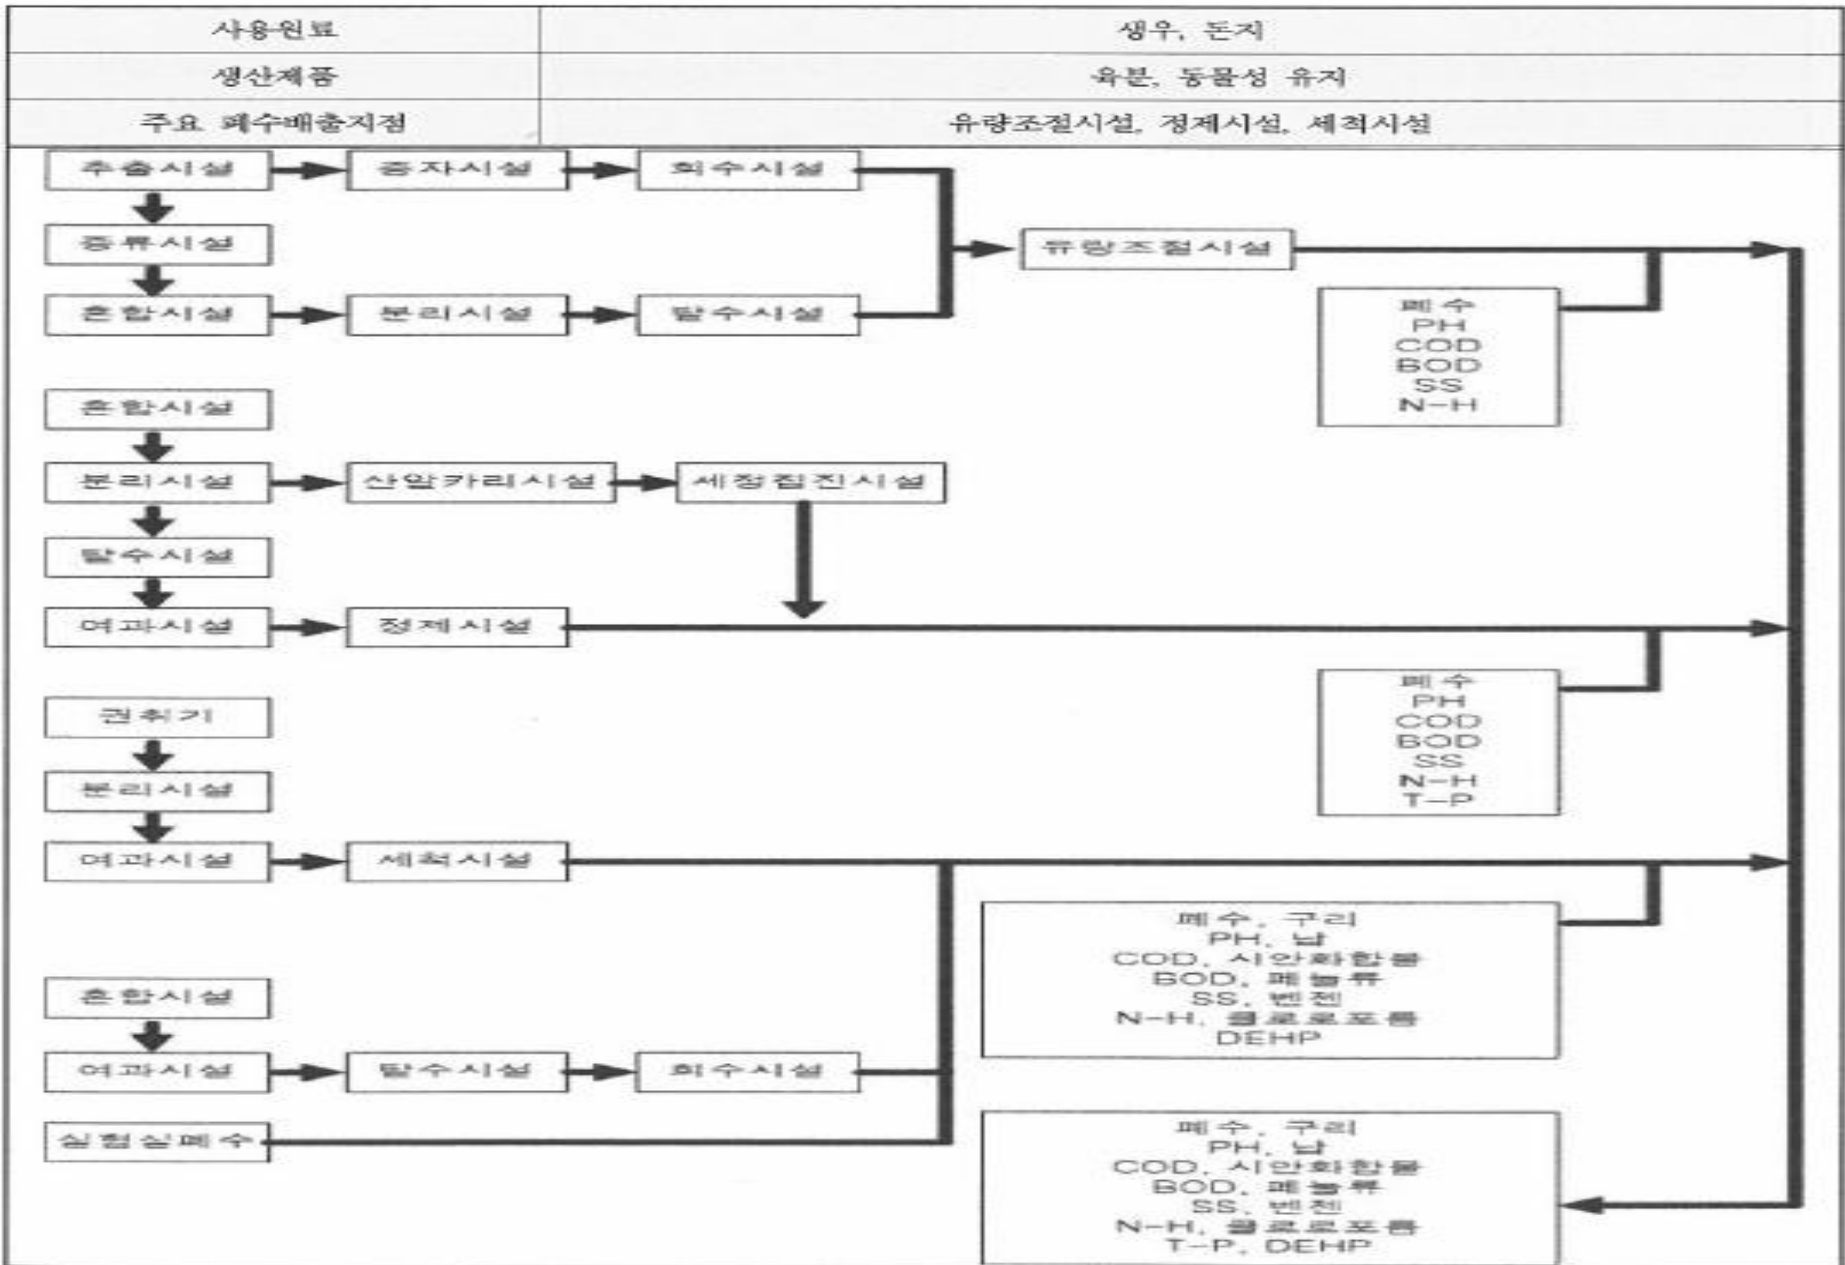 사용원료 생우, 돈지
생산제품 육분, 동물성 유지
주요 폐수배출지점 유량조절시설, 정제시설, 세척시설
추출시설 증자시설 회수시설
증류시설
유량조절시설
혼합시설 분리시설 탈수시설
폐수
PH
COD
BOD
SS
N-H
혼합시설
분리시설 산알카리시설 세정집진시설
탈수시설
여과시설 정제시설
폐수
PH
COD
BOD
SS
N-H
T-P
권취기
분리시설
여과시설 세척시설
폐수, 구리
PH, 납
COD, 시안화합물
BOD, 페놀류
SS, 벤젠
N-H, 클로로포름
DEHP
혼합시설
여과시설 탈수시설 회수시설
실험실폐수
폐수, 구리
PH, 납
COD, 시안화합물
BOD, 페놀류
SS, 벤젠
N-H, 클로로포름
T-P, DEHP